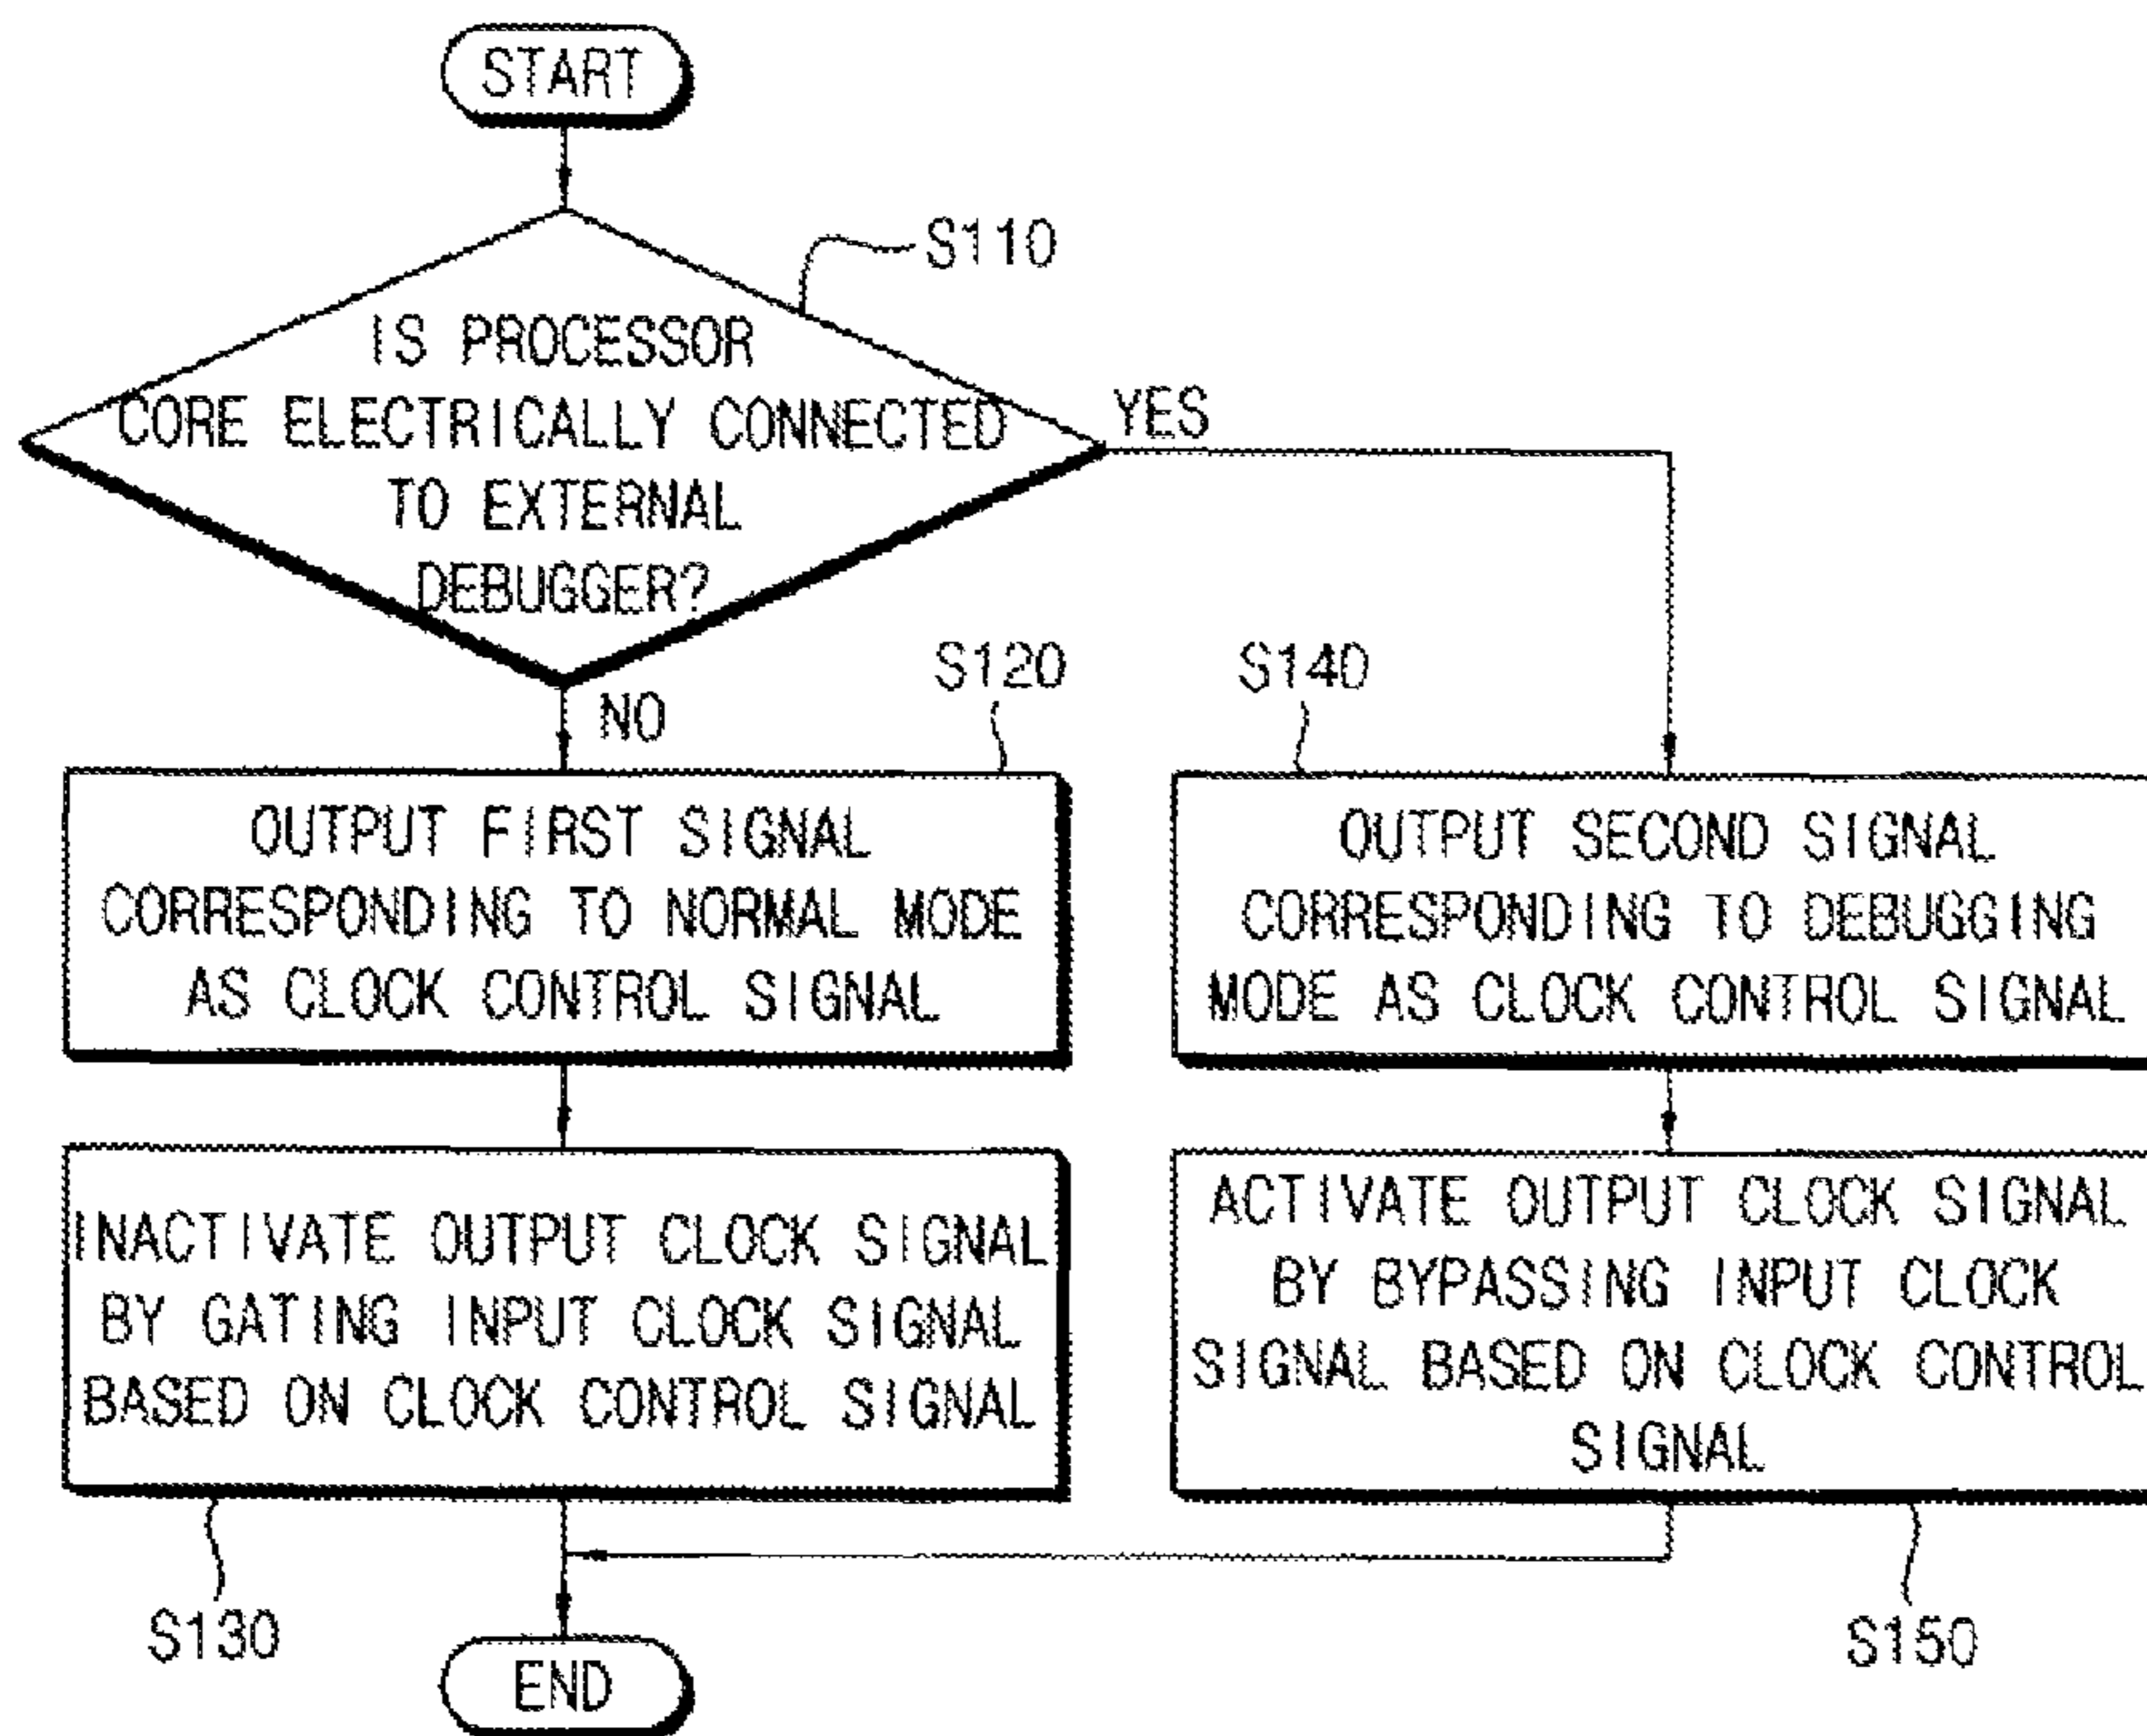 START
S110
IS PROCESSOR
CORE ELECTRICALLY CONNECTED
TO EXTERNAL
DEBUGGER?
YES
NO
S120
OUTPUT FIRST SIGNAL
CORRESPONDING TO NORMAL MODE
AS CLOCK CONTROL SIGNAL
S140
OUTPUT SECOND SIGNAL
CORRESPONDING TO DEBUGGING
MODE AS CLOCK CONTROL SIGNAL
INACTIVATE OUTPUT CLOCK SIGNAL
BY GATING INPUT CLOCK SIGNAL
BASED ON CLOCK CONTROL SIGNAL
S130
ACTIVATE OUTPUT CLOCK SIGNAL
BY BYPASSING INPUT CLOCK
SIGNAL BASED ON CLOCK CONTROL
SIGNAL
S150
END